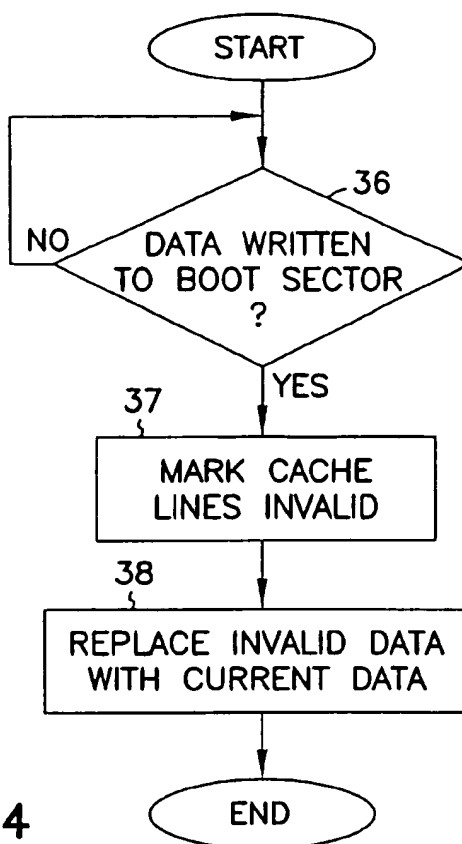 START
36
NO
DATA WRITTEN
TO BOOT SECTOR
?
YES
37
MARK CACHE
LINES INVALID
38
REPLACE INVALID DATA
WITH CURRENT DATA
4
END